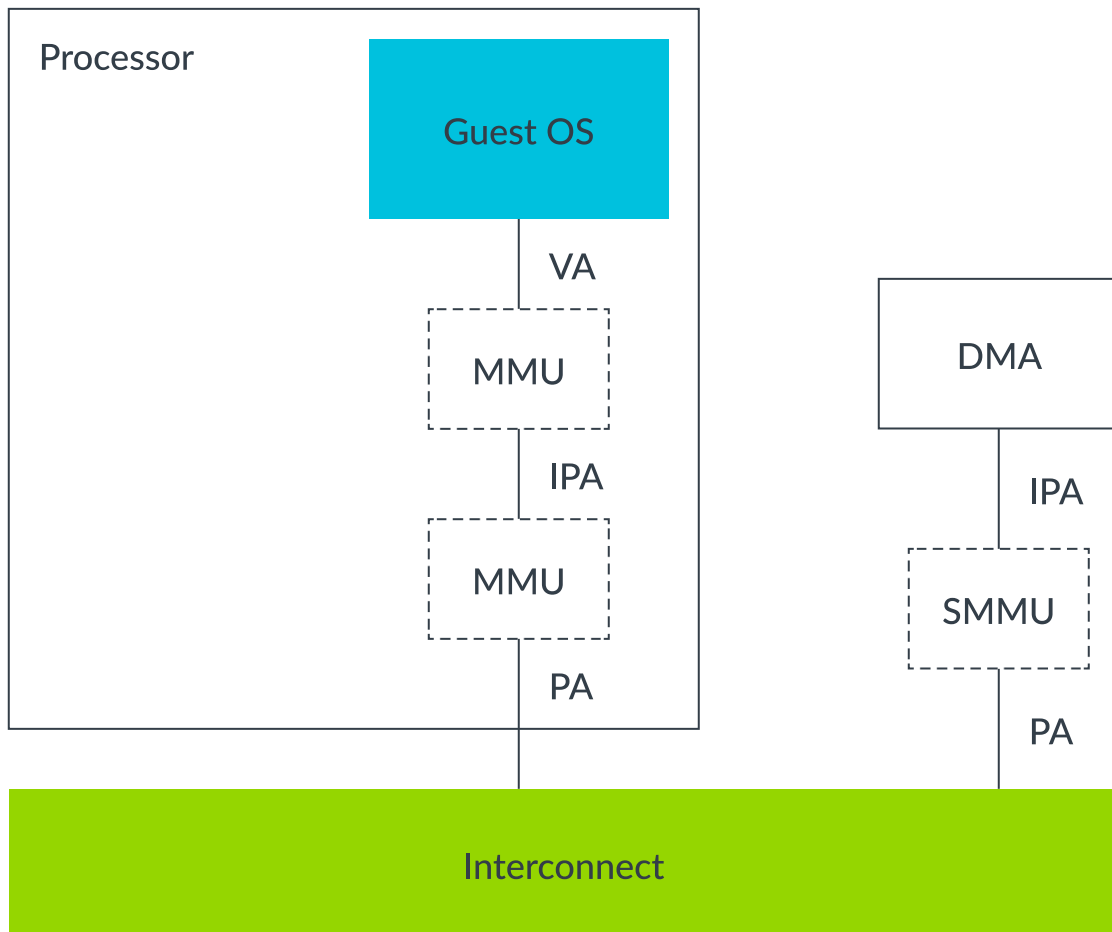 Processor
Guest OS
VA
MMU
IPA
MMU
PA
DMA
IPA
SMMU
PA
Interconnect